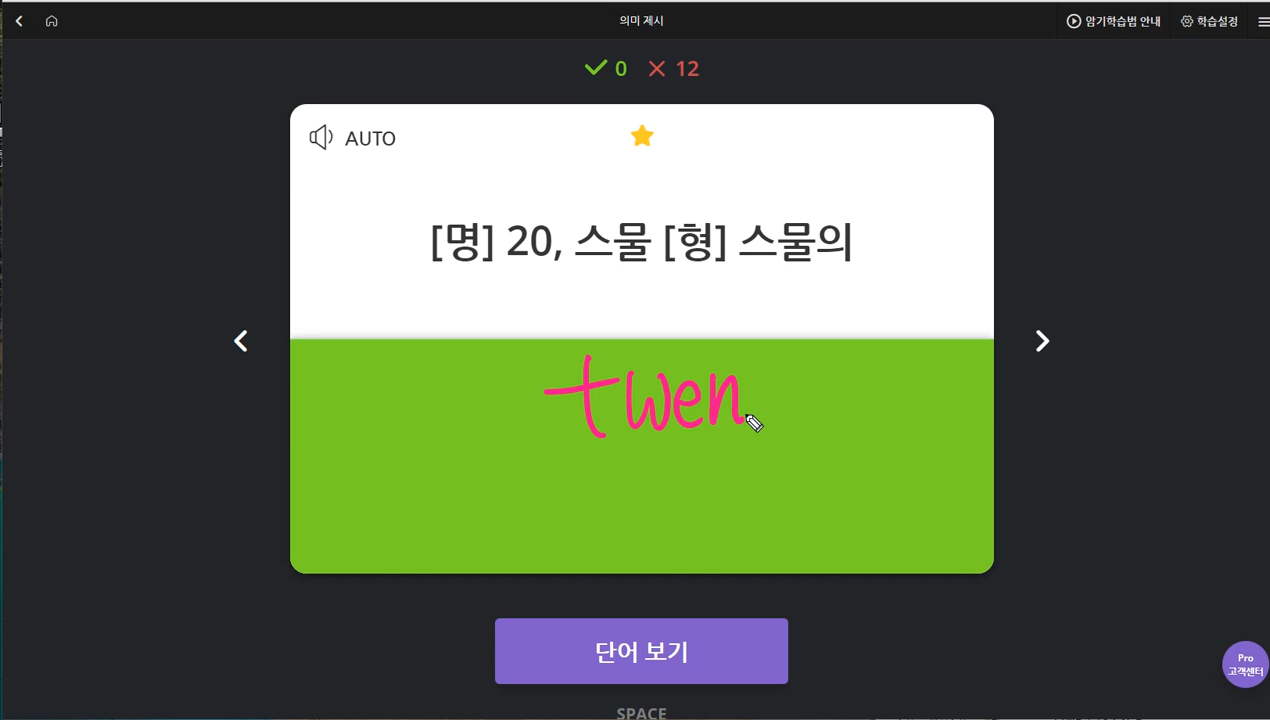 의미 제시
암기학습법 안내
학습설정
0 12
AUTO
[명] 20, 스물 [형] 스물의
twen
단어 보기
SPACE
Pro
고객센터